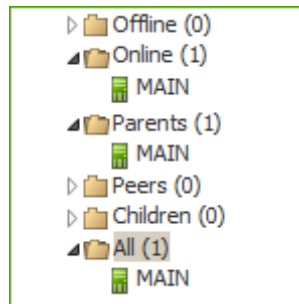 Offline (0)
Online (1)
MAIN
Parents (1)
MAIN
Peers (0)
Children (0)
All (1)
MAIN